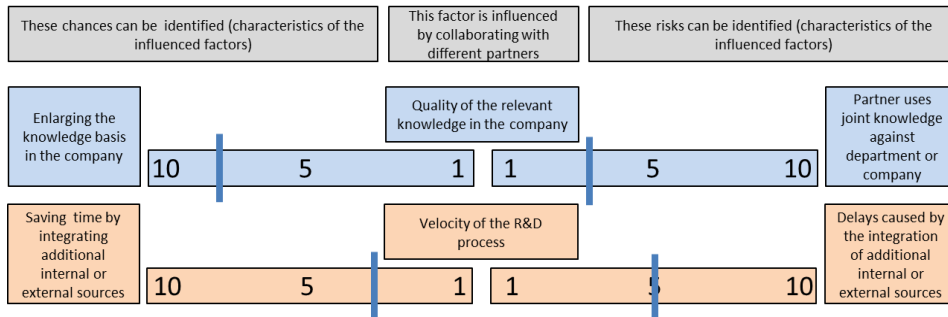 These chances can be identified (characteristics of the
influenced factors)
This factor is influenced
by collaborating with
different partners
These risks can be identified (characteristics of the
influenced factors)
Enlarging the
knowledge basis
in the company
Quality of the relevant
knowledge in the company
Partner uses
joint knowledge
against
department or
company
10 5 1
1 5 10
Saving time by
integrating
additional
internal or
external sources
Velocity of the R&D
process
Delays caused by
the integration
of additional
internal or
external sources
10 5 1
1 5 10